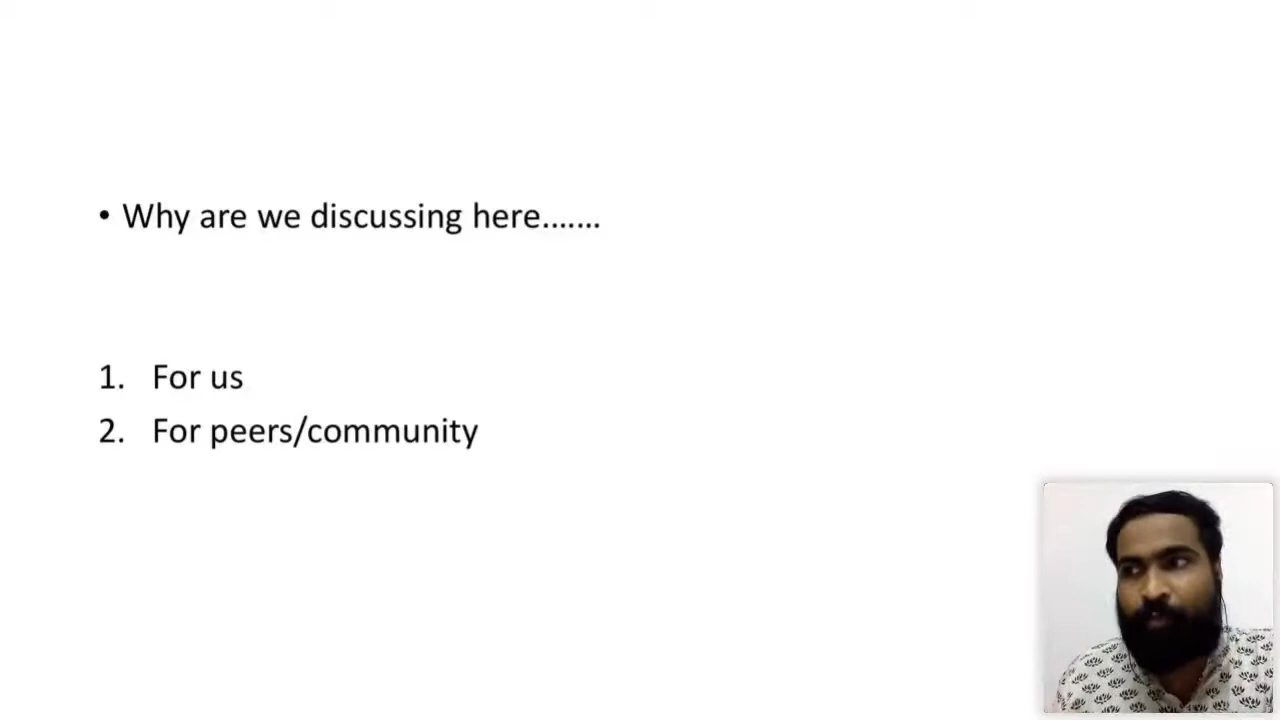 • Why are we discussing here.......
1. For us
2. For peers/community